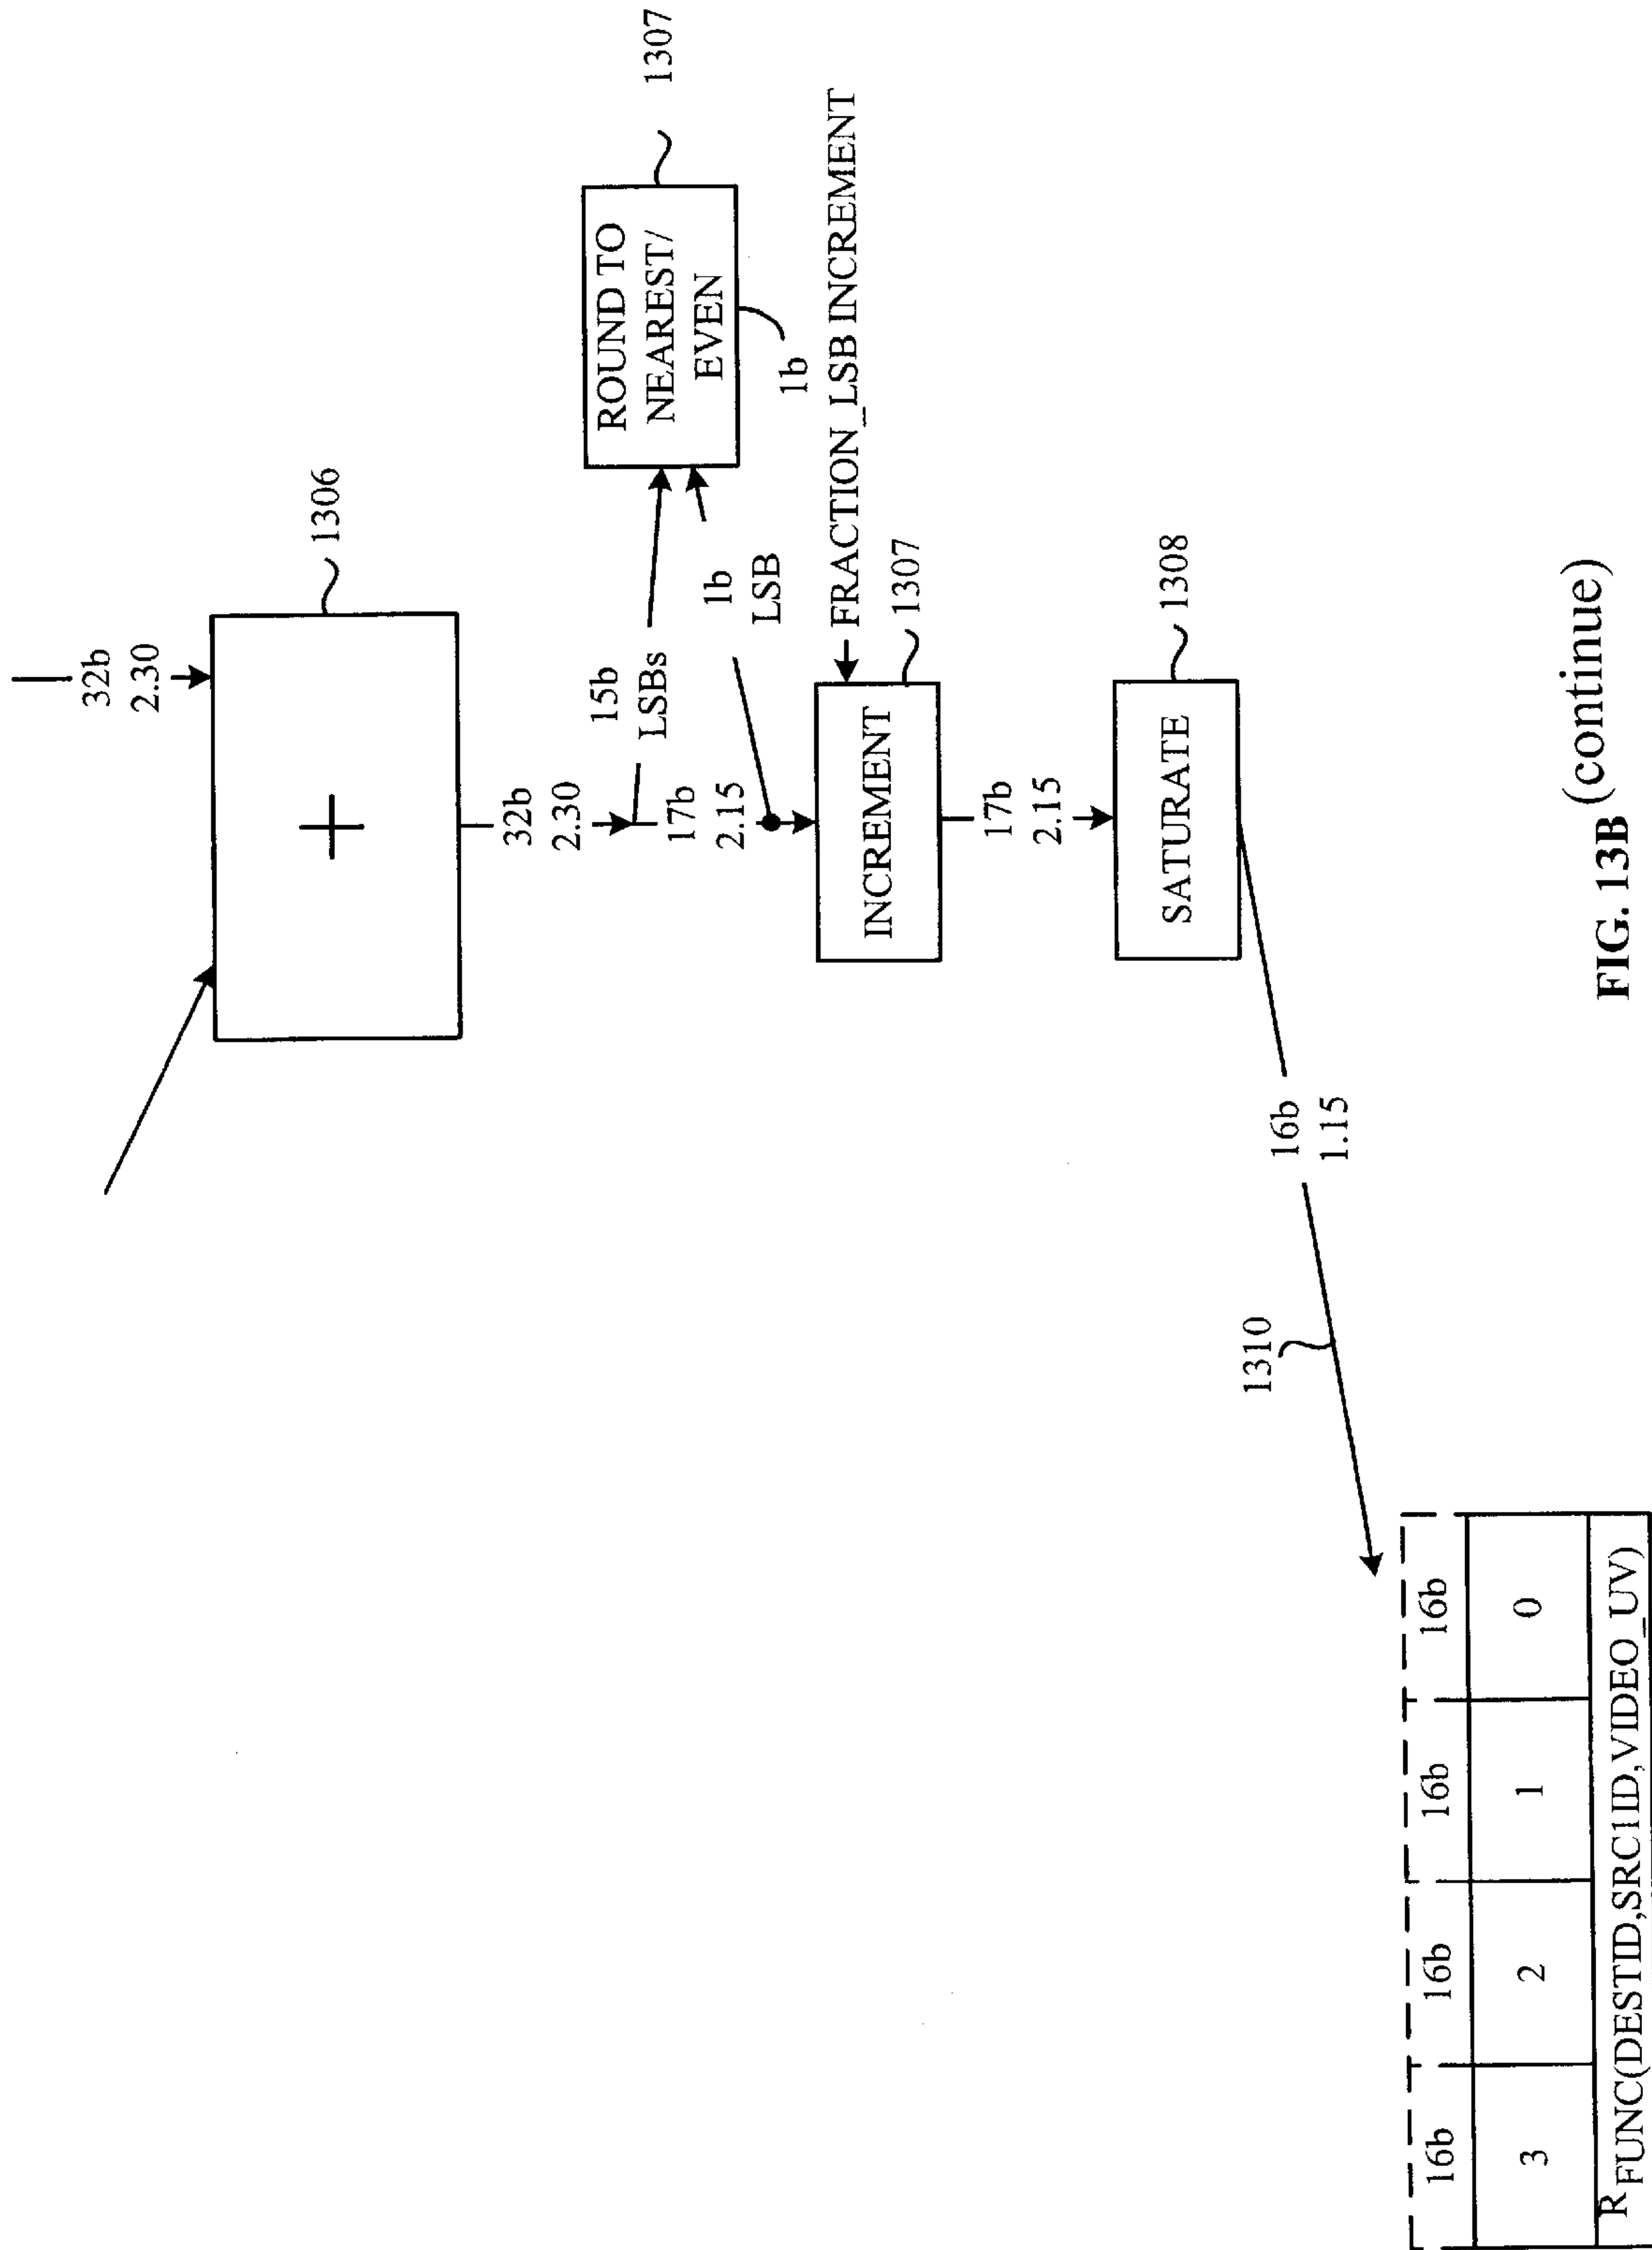 32b
2.30
1306
+
32b
2.30
15b
LSBs
ROUND TO
NEAREST/
EVEN
1307
1b
17b
2.15
1b
LSB
FRACTION_LSB INCREMENT
INCREMENT
1307
17b
2.15
SATURATE
1308
16b
1.15
1310
16b 16b 16b 16b
3 2 1 0
RFUNC(DESTID,SRC1ID,VIDEO_UV)
FIG. 13B (continue)